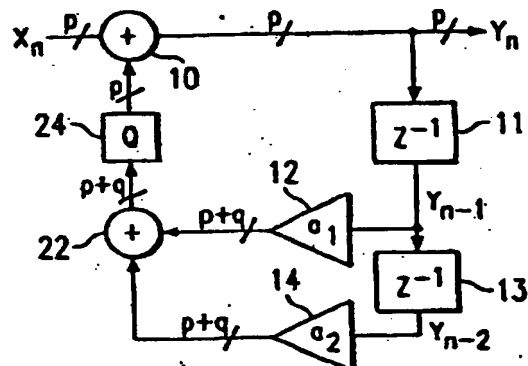 Xn p + p p Yn
10
p
24 Q Z-1 11
p+q 12
22 + p+q a1 Yn-1
14 Z-1 13
p+q a2 Yn-2